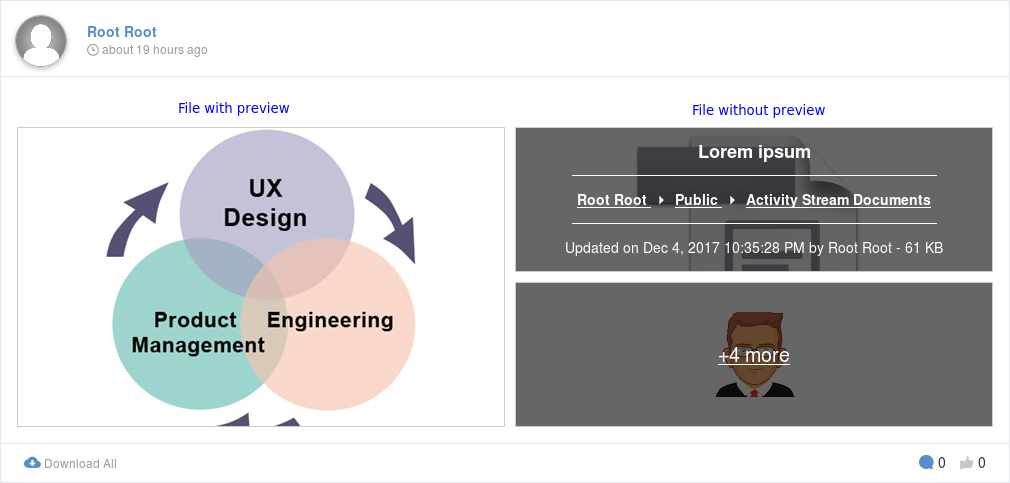 Root Root
about 19 hours ago
File with preview
UX
Design
Product
Management
Engineering
File without preview
Lorem ipsum
Root Root Public Activity Stream Documents
Updated on Dec 4, 2017 10:35:28 PM by Root Root - 61 KB
+4 more
Download All
0 0